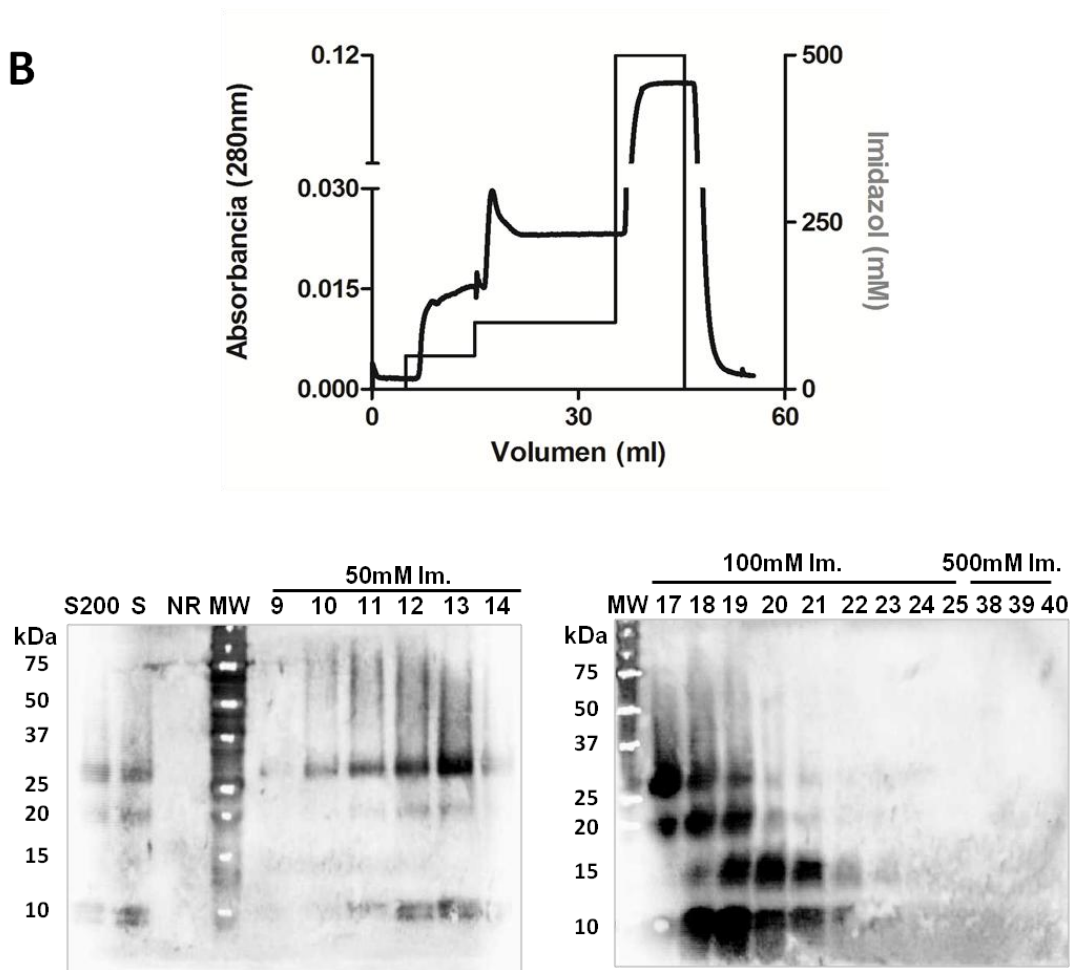 B
Absorbancia (280nm)
0.12
0.030
0.015
0.000
500
250
0
Imidazol (mM)
0 30 60
Volumen (ml)
50mM Im.
S200 S NR MW 9 10 11 12 13 14
kDa
75
50
37
25
20
15
10
100mM Im. 500mM Im.
MW 17 18 19 20 21 22 23 24 25 38 39 40
kDa
75
50
37
25
20
15
10